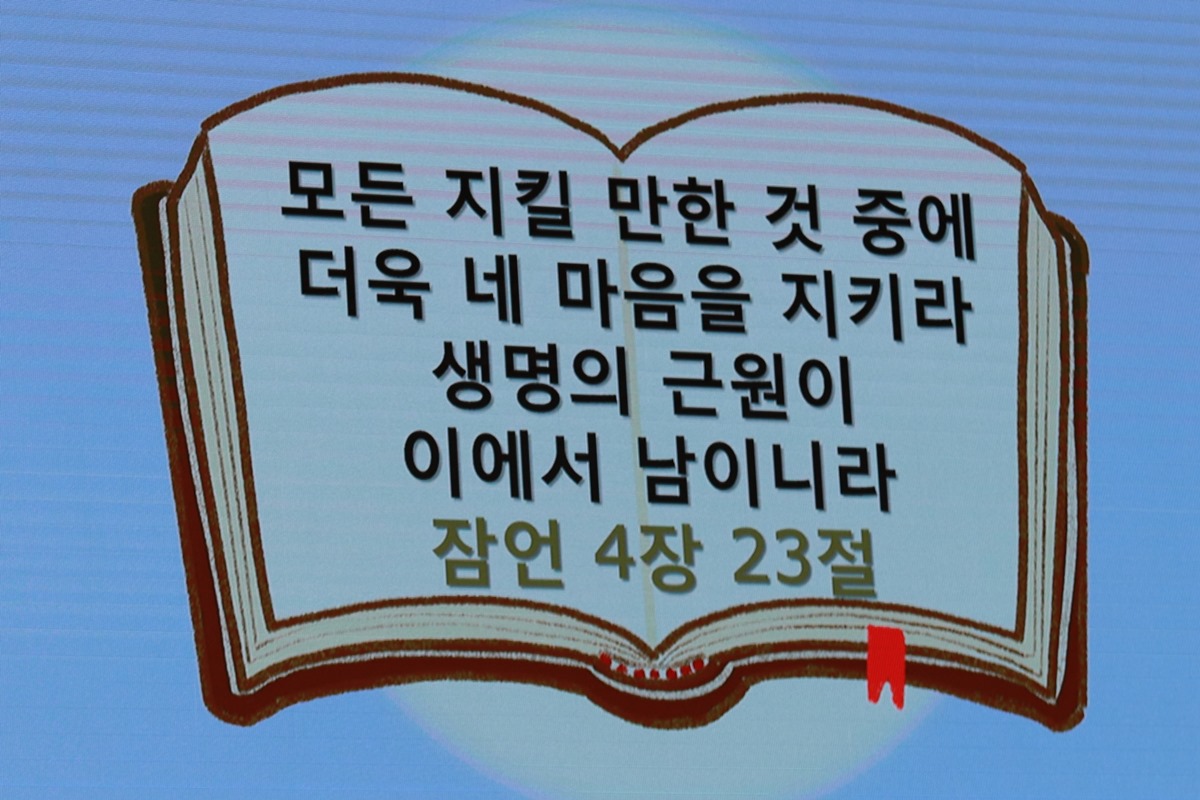 모든 지킬 만한 것 중에
더욱 네 마음을 지키라
생명의 근원이
이에서 남이니라
잠언 4장 23절